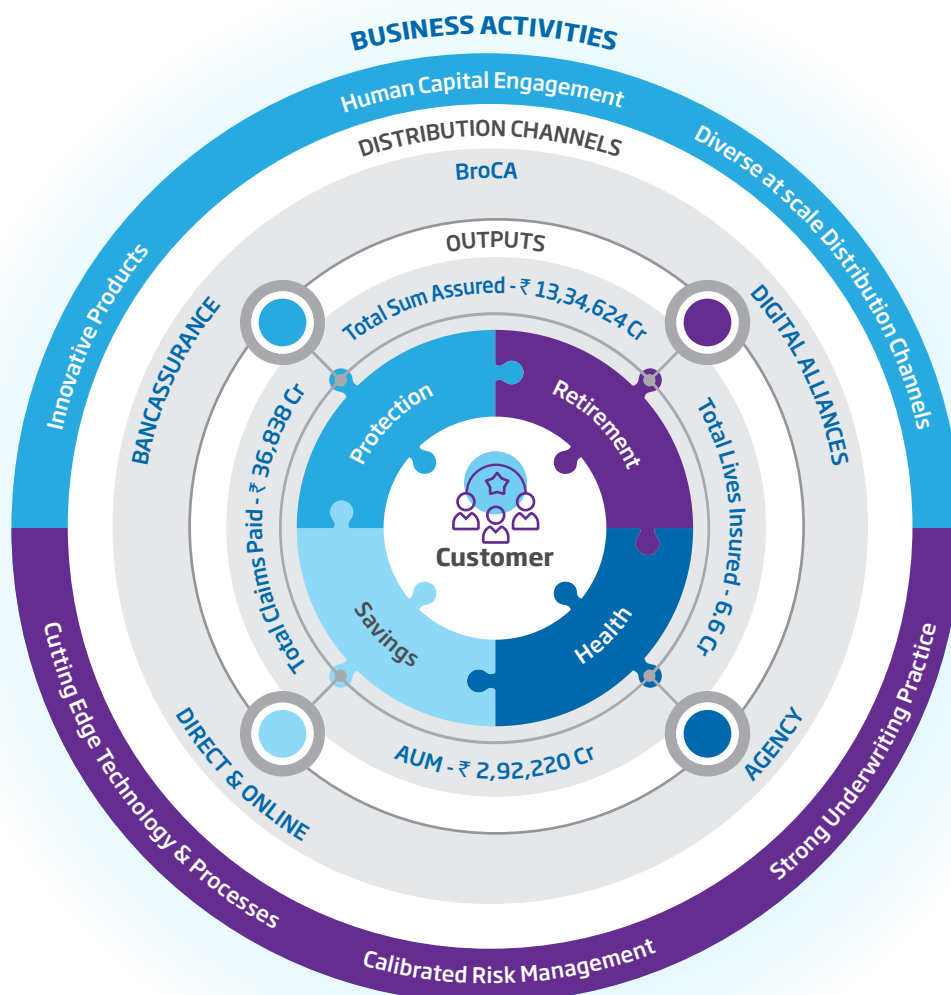 BUSINESS ACTIVITIES
Human Capital Engagement
Diverse at scale Distribution Channels
Innovative Products
DISTRIBUTION CHANNELS
BroCA
BANCASSURANCE
DIGITAL ALLIANCES
OUTPUTS
Total Sum Assured - ₹ 13,34,624 Cr
Total Claims Paid - ₹ 36,838 Cr
Total Lives Insured - 6.6 Cr
Protection
Retirement
Customer
Savings
Health
AUM - ₹ 2,92,220 Cr
DIRECT & ONLINE
AGENCY
Cutting Edge Technology & Processes
Strong Underwriting Practice
Calibrated Risk Management